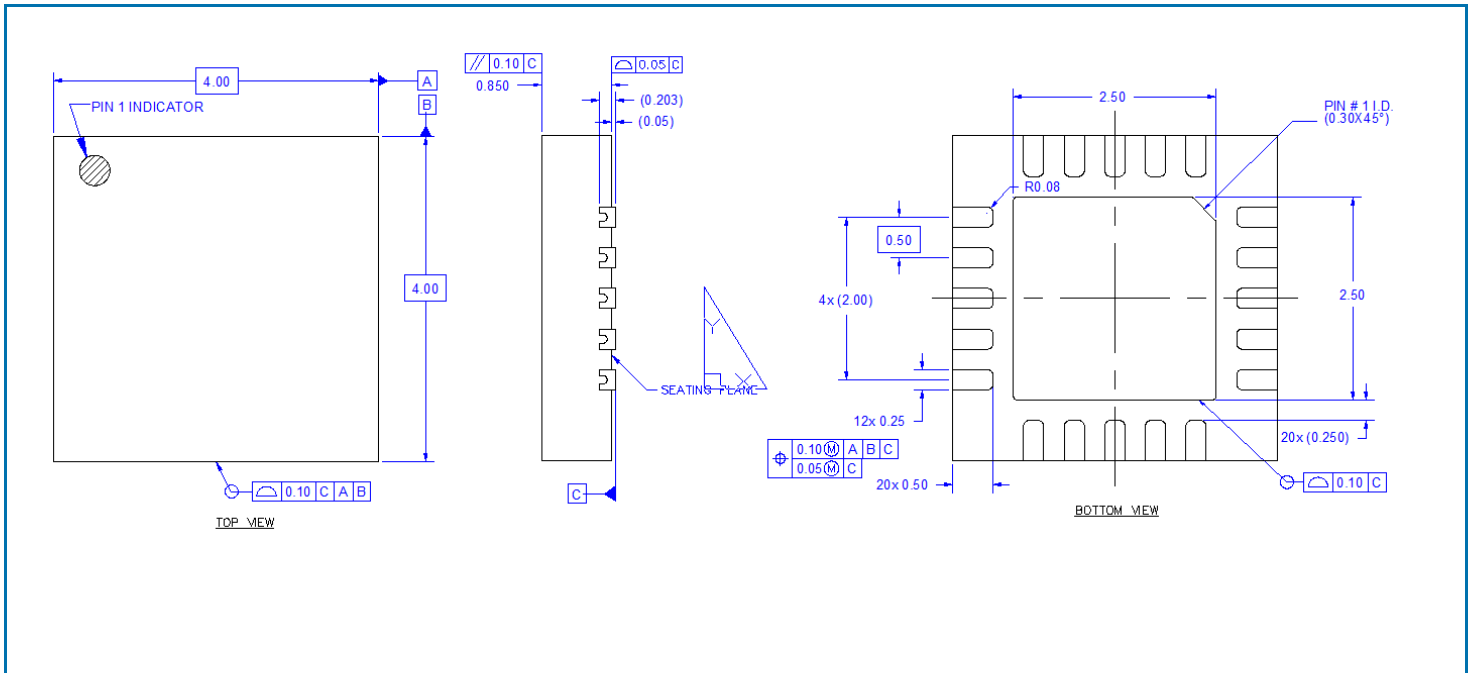 4.00
A
B
PIN 1 INDICATOR
4.00
⌓ 0.10 C A B
TOP VIEW
// 0.10 C
0.850
⌓ 0.05 C
(0.203)
(0.05)
Y
X
SEATING PLANE
C
2.50
PIN # 1 I.D.
(0.30X45°)
R0.08
0.50
4x (2.00)
2.50
12x 0.25
⌖ 0.10 Ⓜ A B C
0.05 Ⓜ C
20x 0.50
20x (0.250)
⌓ 0.10 C
BOTTOM VIEW